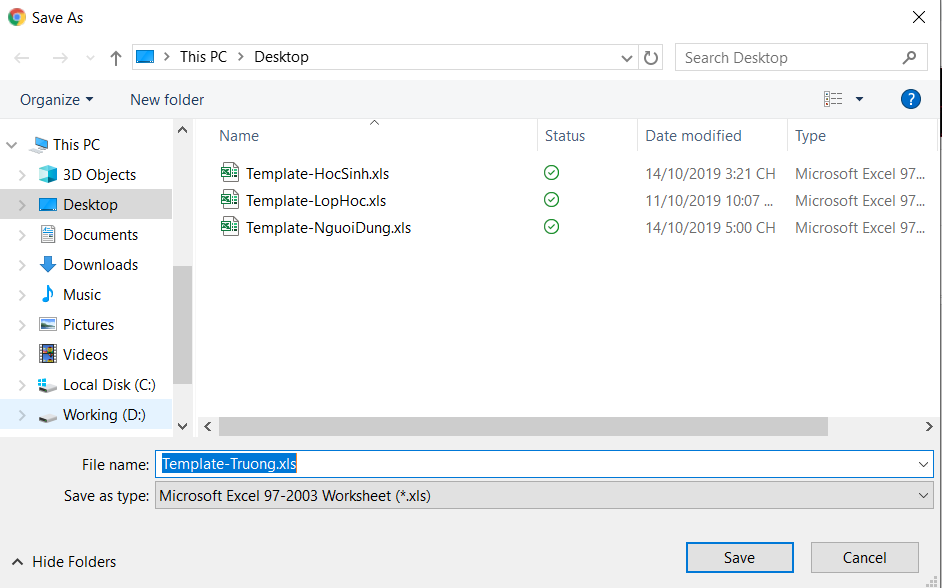 Save As
This PC > Desktop
Search Desktop
Organize
New folder
?
Name Status Date modified Type
This PC
3D Objects
Desktop
Documents
Downloads
Music
Pictures
Videos
Local Disk (C:)
Working (D:)
Template-HocSinh.xls 14/10/2019 3:21 CH Microsoft Excel 97...
Template-LopHoc.xls 11/10/2019 10:07 ... Microsoft Excel 97...
Template-NguoiDung.xls 14/10/2019 5:00 CH Microsoft Excel 97...
File name: Template-Truong.xls
Save as type: Microsoft Excel 97-2003 Worksheet (*.xls)
Hide Folders
Save
Cancel